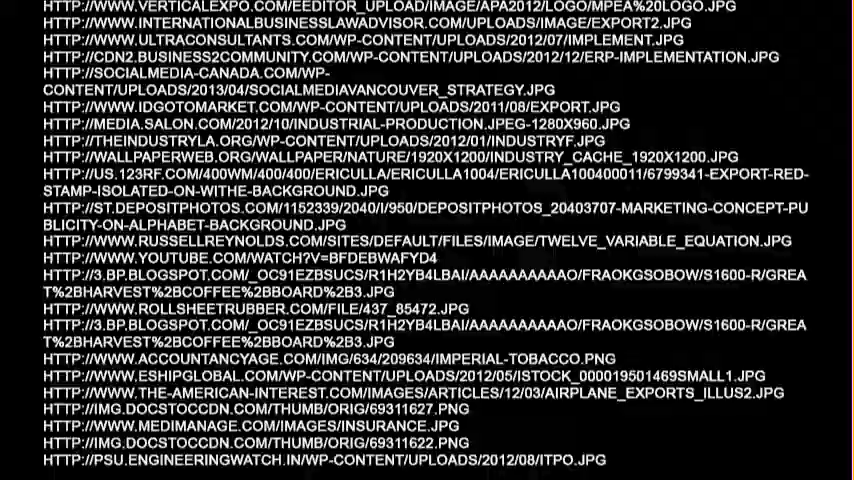 HTTP://WWW.VERTICALEXPO.COM/EEDITOR_UPLOAD/IMAGE/APA2012/LOGO/MPEA%20LOGO.JPG
HTTP://WWW.INTERNATIONALBUSINESSLAWADVISOR.COM/UPLOADS/IMAGE/EXPORT2.JPG
HTTP://WWW.ULTRACONSULTANTS.COM/WP-CONTENT/UPLOADS/2012/07/IMPLEMENT.JPG
HTTP://CDN2.BUSINESS2COMMUNITY.COM/WP-CONTENT/UPLOADS/2012/12/ERP-IMPLEMENTATION.JPG
HTTP://SOCIALMEDIA-CANADA.COM/WP-
CONTENT/UPLOADS/2013/04/SOCIALMEDIAVANCOUVER_STRATEGY.JPG
HTTP://WWW.IDGOTOMARKET.COM/WP-CONTENT/UPLOADS/2011/08/EXPORT.JPG
HTTP://MEDIA.SALON.COM/2012/10/INDUSTRIAL-PRODUCTION.JPEG-1280X960.JPG
HTTP://THEINDUSTRYLA.ORG/WP-CONTENT/UPLOADS/2012/01/INDUSTRYF.JPG
HTTP://WALLPAPERWEB.ORG/WALLPAPER/NATURE/1920X1200/INDUSTRY_CACHE_1920X1200.JPG
HTTP://US.123RF.COM/400WM/400/400/ERICULLA/ERICULLA1004/ERICULLA100400011/6799341-EXPORT-RED-
STAMP-ISOLATED-ON-WITHE-BACKGROUND.JPG
HTTP://ST.DEPOSITPHOTOS.COM/1152339/2040/I/950/DEPOSITPHOTOS_20403707-MARKETING-CONCEPT-PU
BLICITY-ON-ALPHABET-BACKGROUND.JPG
HTTP://WWW.RUSSELLREYNOLDS.COM/SITES/DEFAULT/FILES/IMAGE/TWELVE_VARIABLE_EQUATION.JPG
HTTP://WWW.YOUTUBE.COM/WATCH?V=BFDEBWAFYD4
HTTP://3.BP.BLOGSPOT.COM/_OC91EZBSUCS/R1H2YB4LBAI/AAAAAAAAAAO/FRAOKGSOBOW/S1600-R/GREA
T%2BHARVEST%2BCOFFEE%2BBOARD%2B3.JPG
HTTP://WWW.ROLLSHEETRUBBER.COM/FILE/437_85472.JPG
HTTP://3.BP.BLOGSPOT.COM/_OC91EZBSUCS/R1H2YB4LBAI/AAAAAAAAAAO/FRAOKGSOBOW/S1600-R/GREA
T%2BHARVEST%2BCOFFEE%2BBOARD%2B3.JPG
HTTP://WWW.ACCOUNTANCYAGE.COM/IMG/634/209634/IMPERIAL-TOBACCO.PNG
HTTP://WWW.ESHIPGLOBAL.COM/WP-CONTENT/UPLOADS/2012/05/ISTOCK_000019501469SMALL1.JPG
HTTP://WWW.THE-AMERICAN-INTEREST.COM/IMAGES/ARTICLES/12/03/AIRPLANE_EXPORTS_ILLUS2.JPG
HTTP://IMG.DOCSTOCCDN.COM/THUMB/ORIG/69311627.PNG
HTTP://WWW.MEDIMANAGE.COM/IMAGES/INSURANCE.JPG
HTTP://IMG.DOCSTOCCDN.COM/THUMB/ORIG/69311622.PNG
HTTP://PSU.ENGINEERINGWATCH.IN/WP-CONTENT/UPLOADS/2012/08/ITPO.JPG